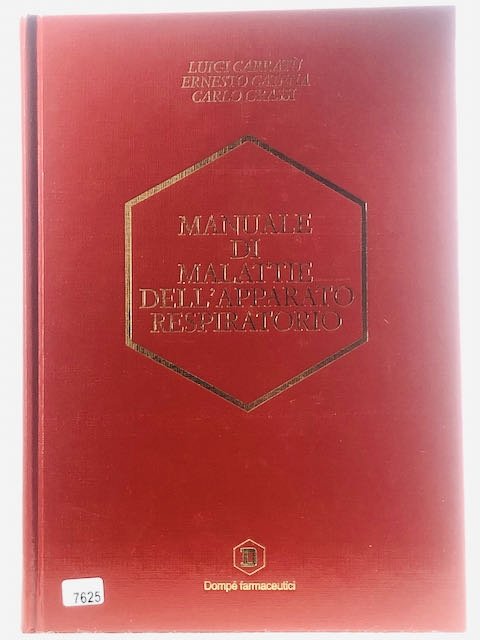 LUIGI CARRATÙ
ERNESTO CATENA
CARLO GRASSI
MANUALE
DI
MALATTIE
DELL'APPARATO
RESPIRATORIO
Dompé farmaceutici
7625